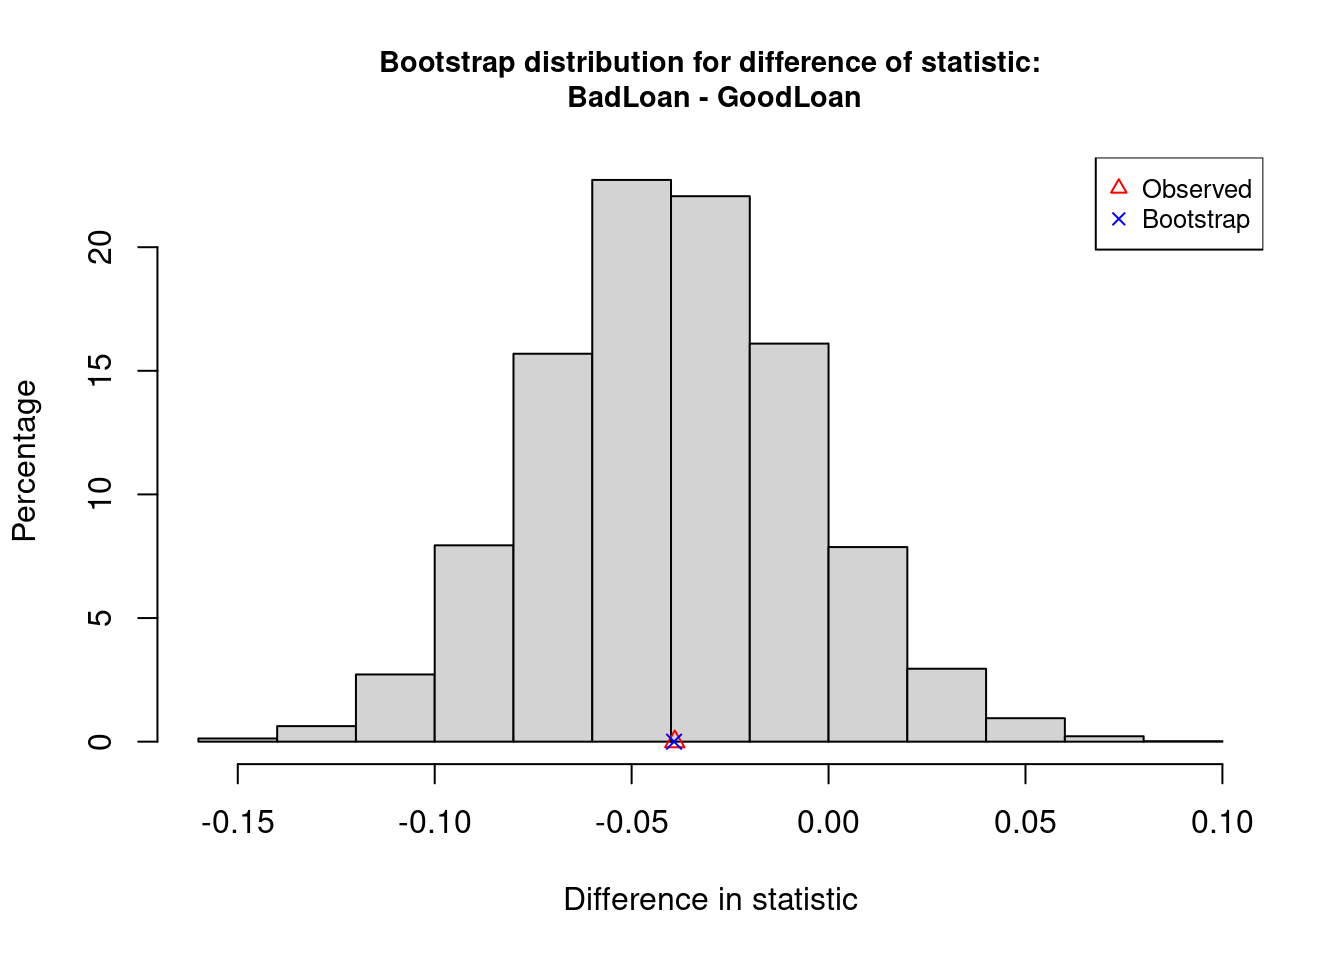 Bootstrap distribution for difference of statistic:
BadLoan - GoodLoan
Observed
Bootstrap
Percentage
20
15
10
5
0
-0.15 -0.10 -0.05 0.00 0.05 0.10
Difference in statistic